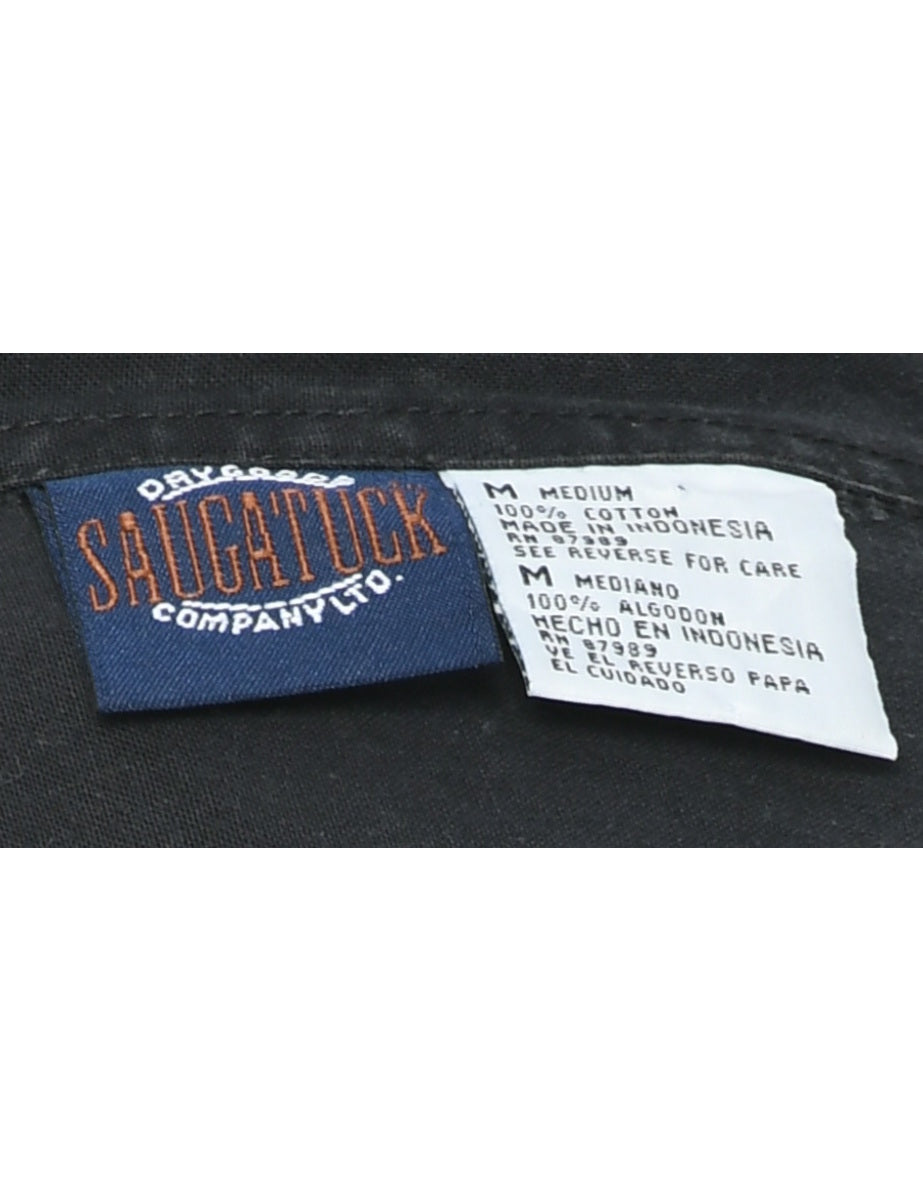 DRYGOODS
SAUGATUCK
COMPANY LTD.
M MEDIUM
100% COTTON
MADE IN INDONESIA
RN 87989
SEE REVERSE FOR CARE
M MEDIANO
100% ALGODON
HECHO EN INDONESIA
RN 87989
VE EL REVERSO PAPA
EL CUIDADO